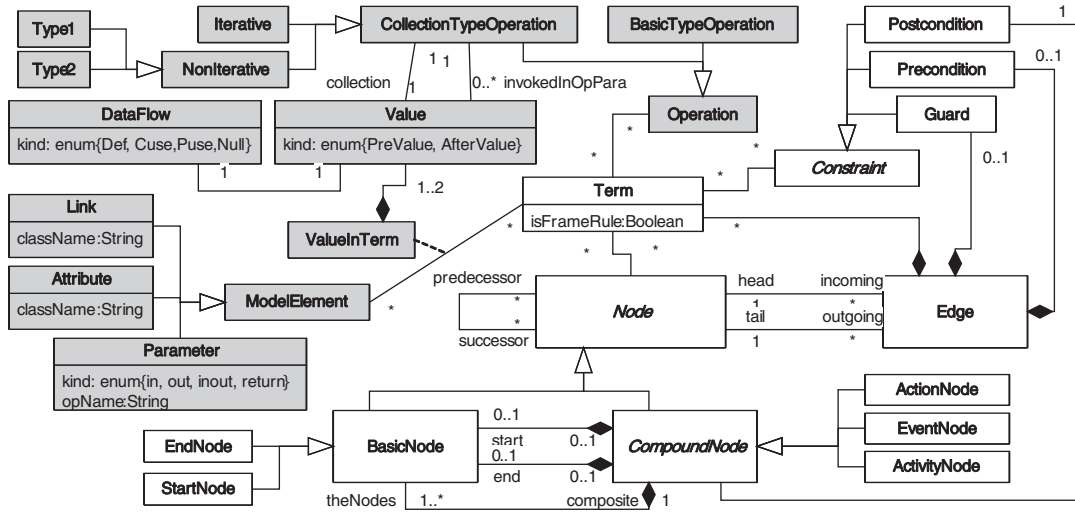 Type1
Iterative
CollectionTypeOperation
BasicTypeOperation
Postcondition
1
Type2
NonIterative
Precondition
0..1
1
1
1
collection
1
0..* invokedInOpPara
DataFlow
kind: enum{Def, Cuse,Puse,Null}
Value
kind: enum{PreValue, AfterValue}
Operation
Guard
0..1
1
1
*
*
*
*
Constraint
1..2
Link
className:String
ValueInTerm
Term
isFrameRule:Boolean
*
*
*
*
*
Attribute
className:String
ModelElement
*
predecessor
*
*
successor
Node
head
1
tail
1
incoming
*
outgoing
*
Edge
Parameter
kind: enum{in, out, inout, return}
opName:String
EndNode
StartNode
BasicNode
0..1
start
0..1
0..1
end
0..1
CompoundNode
ActionNode
EventNode
ActivityNode
theNodes
1..*
composite
1